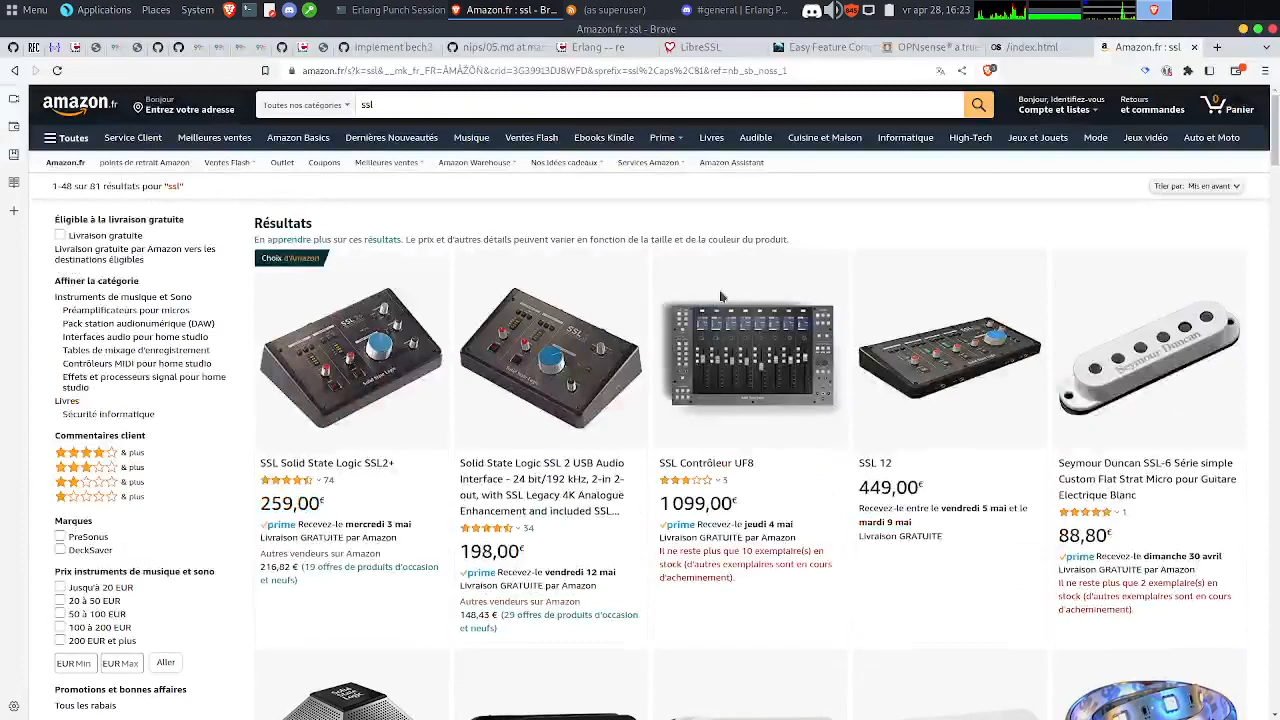 Menu Applications Places System Erlang Punch Session Amazon.fr : ssl - Br... (as superuser) #general | Erlang P... vr apr 28, 16:23
Amazon.fr : ssl - Brave
Implement bech2 nips/05.md at mas Erlang -- re LibreSSL Easy Feature Comp OPNsense® a true /index.html Amazon.fr : ssl
amazon.fr/s?k=ssl&__mk_fr_FR=ÅMÅŽÕÑ&crid=3G39913DJ8WFD&sprefix=ssl%2Caps%2C81&ref=nb_sb_noss_1
amazon.fr
Bonjour
Entrez votre adresse
Toutes nos catégories
ssl
Bonjour, Identifiez-vous
Compte et listes
Retours
et commandes
0
Panier
Toutes Service Client Meilleures ventes Amazon Basics Dernières Nouveautés Musique Ventes Flash Ebooks Kindle Prime Livres Audible Cuisine et Maison Informatique High-Tech Jeux et Jouets Mode Jeux vidéo Auto et Moto
Amazon.fr points de retrait Amazon Ventes Flash Outlet Coupons Meilleures ventes Amazon Warehouse Nos idées cadeaux Services Amazon Amazon Assistant
1-48 sur 81 résultats pour "ssl"
Trier par: Mis en avant
Éligible à la livraison gratuite
Livraison gratuite
Livraison gratuite par Amazon vers les
destinations éligibles
Affiner la catégorie
Instruments de musique et Sono
Préamplificateurs pour micros
Pack station audionumérique (DAW)
Interfaces audio pour home studio
Tables de mixage d'enregistrement
Contrôleurs MIDI pour home studio
Effets et processeurs signal pour home
studio
Livres
Sécurité informatique
Commentaires client
& plus
& plus
& plus
& plus
Marques
PreSonus
DeckSaver
Prix instruments de musique et sono
Jusqu'à 20 EUR
20 à 50 EUR
50 à 100 EUR
100 à 200 EUR
200 EUR et plus
EUR Min EUR Max Aller
Promotions et bonnes affaires
Tous les rabais
Résultats
En apprendre plus sur ces résultats. Le prix et d'autres détails peuvent varier en fonction de la taille et de la couleur du produit.
Choix d'Amazon
SSL Solid State Logic SSL2+
74
259,00€
prime Recevez-le mercredi 3 mai
Livraison GRATUITE par Amazon
Autres vendeurs sur Amazon
216,82 € (19 offres de produits d'occasion
et neufs)
Solid State Logic SSL 2 USB Audio
Interface - 24 bit/192 kHz, 2-in 2-
out, with SSL Legacy 4K Analogue
Enhancement and included SSL...
34
198,00€
prime Recevez-le vendredi 12 mai
Livraison GRATUITE par Amazon
Autres vendeurs sur Amazon
148,43 € (29 offres de produits d'occasion
et neufs)
SSL Contrôleur UF8
3
1 099,00€
prime Recevez-le jeudi 4 mai
Livraison GRATUITE par Amazon
Il ne reste plus que 10 exemplaire(s) en
stock (d'autres exemplaires sont en cours
d'acheminement).
SSL 12
449,00€
Recevez-le entre le vendredi 5 mai et le
mardi 9 mai
Livraison GRATUITE
Seymour Duncan
Seymour Duncan SSL-6 Série simple
Custom Flat Strat Micro pour Guitare
Electrique Blanc
1
88,80€
prime Recevez-le dimanche 30 avril
Livraison GRATUITE par Amazon
Il ne reste plus que 2 exemplaire(s) en
stock (d'autres exemplaires sont en cours
d'acheminement).